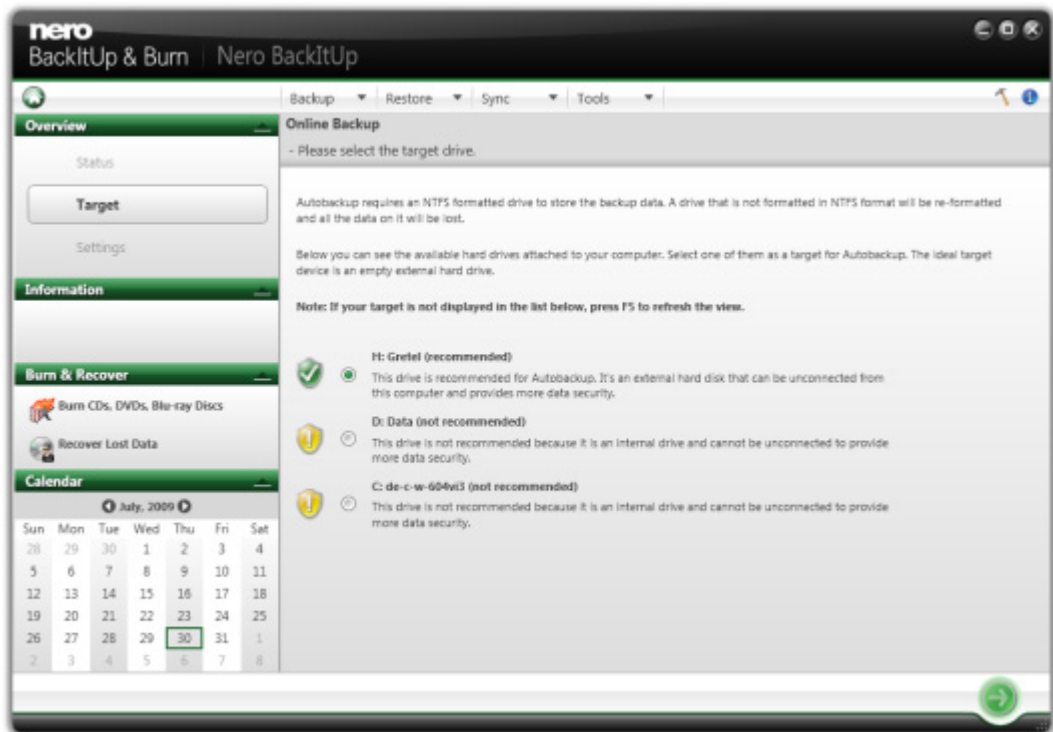 nero
BackItUp & Burn | Nero BackItUp
Backup Restore Sync Tools
Overview
Status
Target
Settings
Information
Burn & Recover
Burn CDs, DVDs, Blu-ray Discs
Recover Lost Data
Calendar
July, 2009
Sun Mon Tue Wed Thu Fri Sat
28 29 30 1 2 3 4
5 6 7 8 9 10 11
12 13 14 15 16 17 18
19 20 21 22 23 24 25
26 27 28 29 30 31 1
2 3 4 5 6 7 8
Online Backup
- Please select the target drive.
Autobackup requires an NTFS formatted drive to store the backup data. A drive that is not formatted in NTFS format will be re-formatted
and all the data on it will be lost.
Below you can see the available hard drives attached to your computer. Select one of them as a target for Autobackup. The ideal target
device is an empty external hard drive.
Note: If your target is not displayed in the list below, press F5 to refresh the view.
H: Gretel (recommended)
This drive is recommended for Autobackup. It's an external hard disk that can be unconnected from
this computer and provides more data security.
D: Data (not recommended)
This drive is not recommended because it is an internal drive and cannot be unconnected to provide
more data security.
C: de-c-w-604vi3 (not recommended)
This drive is not recommended because it is an internal drive and cannot be unconnected to provide
more data security.